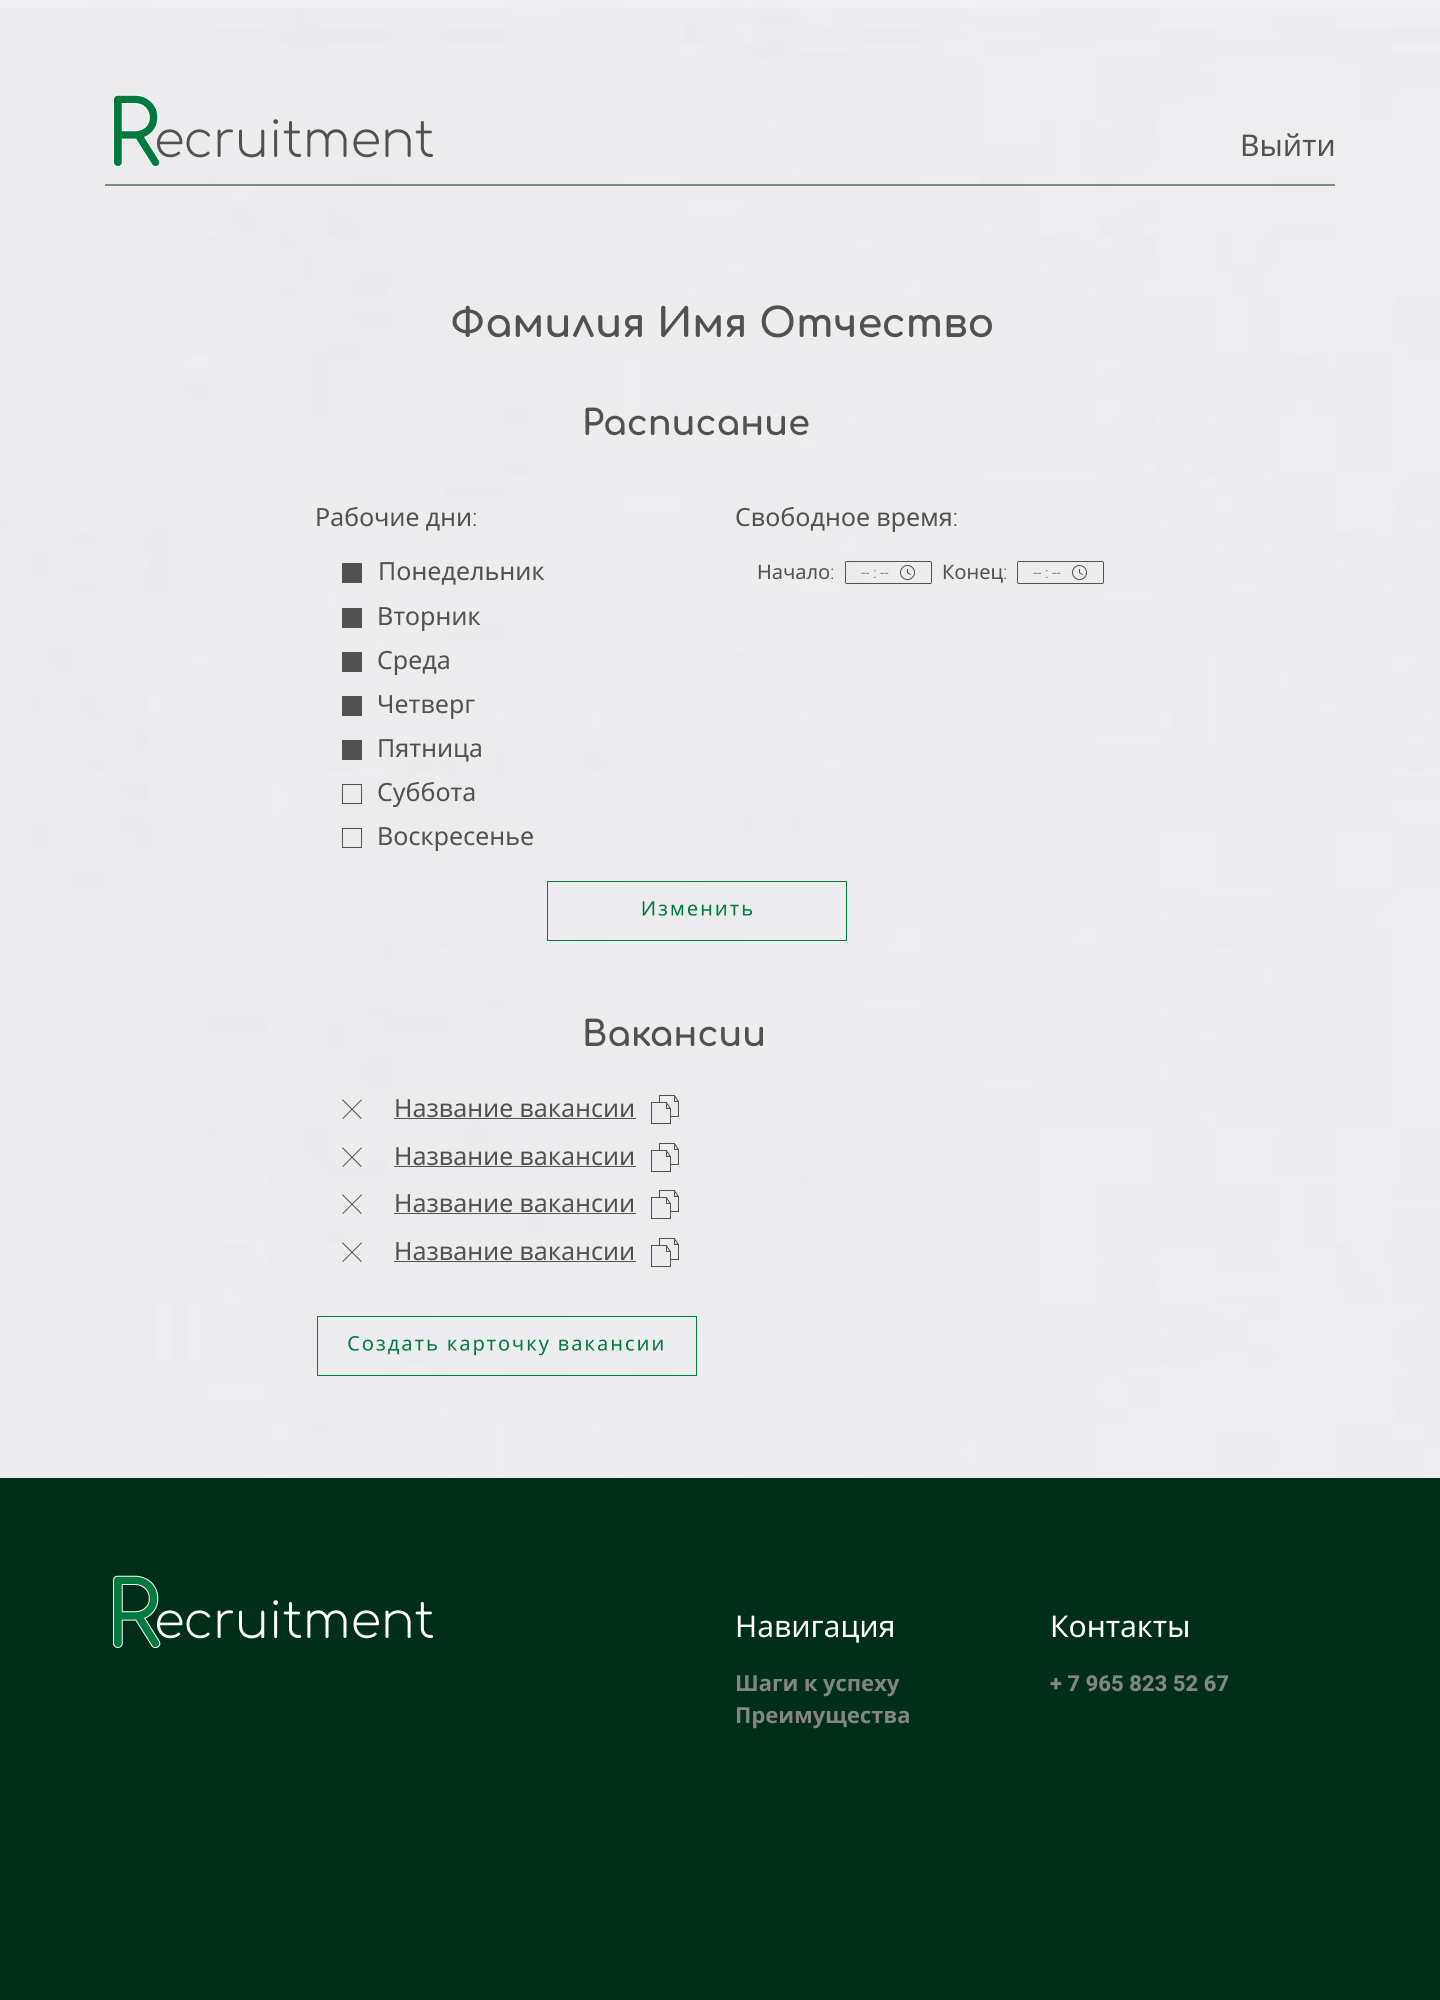 Recruitment
Выйти
Фамилия Имя Отчество
Расписание
Рабочие дни:
Свободное время:
Понедельник
Начало: --:-- Конец: --:--
Вторник
Среда
Четверг
Пятница
Суббота
Воскресенье
Изменить
Вакансии
Название вакансии
Название вакансии
Название вакансии
Название вакансии
Создать карточку вакансии
Recruitment
Навигация
Контакты
Шаги к успеху
+ 7 965 823 52 67
Преимущества